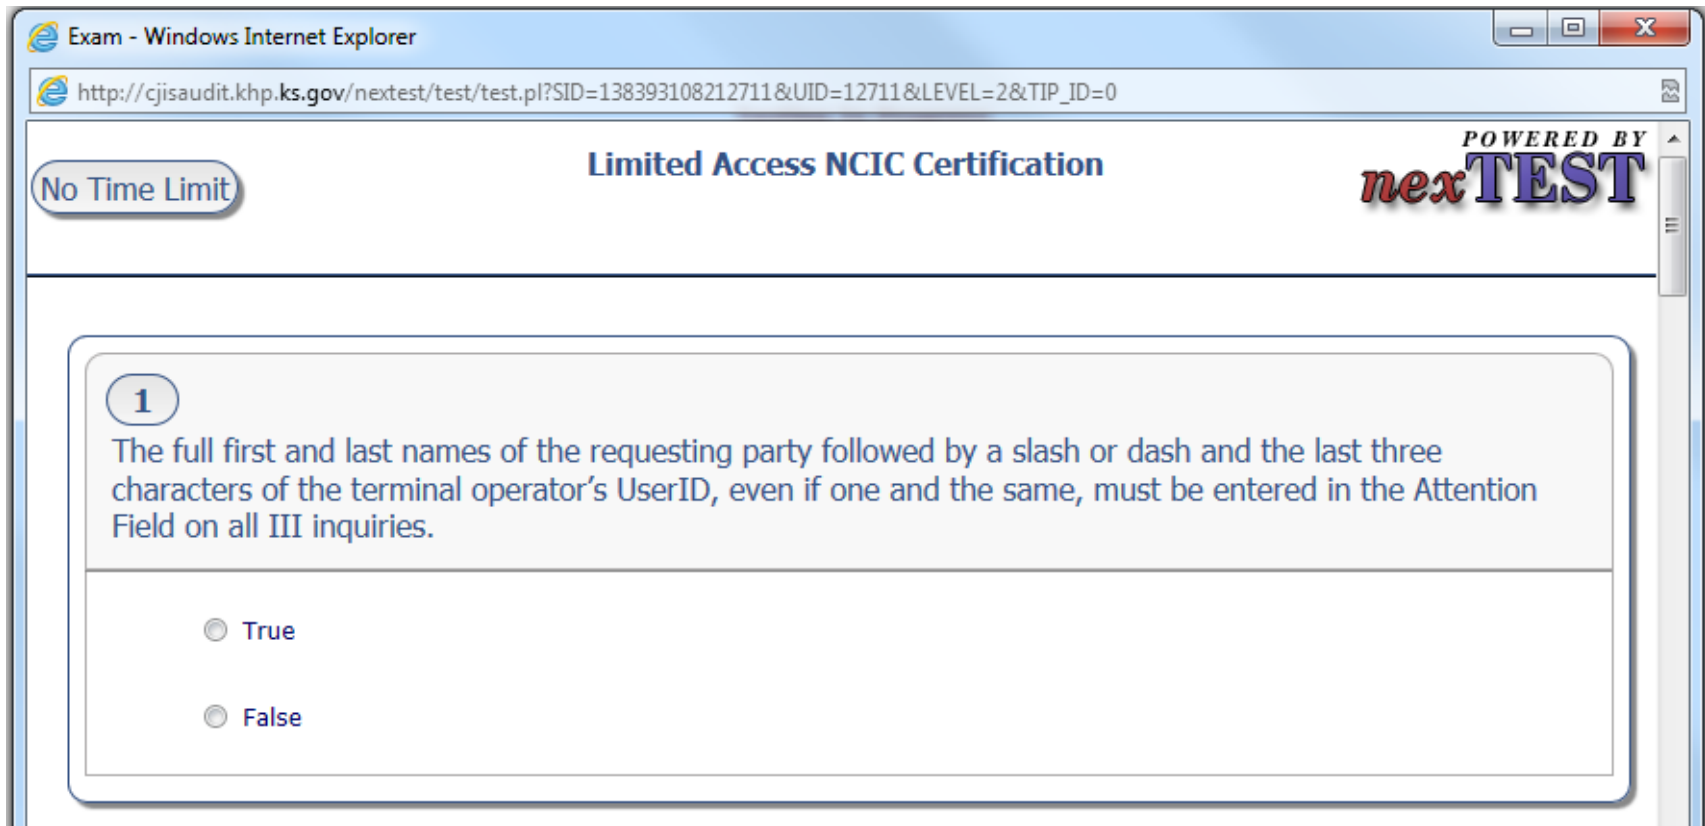 Exam - Windows Internet Explorer
http://cjisaudit.khp.ks.gov/nextest/test/test.pl?SID=138393108212711&UID=12711&LEVEL=2&TIP_ID=0
No Time Limit
Limited Access NCIC Certification
POWERED BY
nexTEST
1
The full first and last names of the requesting party followed by a slash or dash and the last three
characters of the terminal operator's UserID, even if one and the same, must be entered in the Attention
Field on all III inquiries.
True
False